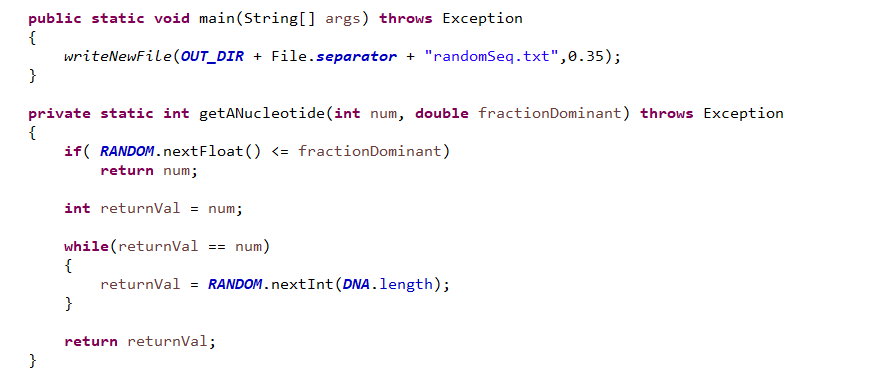 public static void main(String[] args) throws Exception
{
    writeNewFile(OUT_DIR + File.separator + "randomSeq.txt",0.35);
}

private static int getANucleotide(int num, double fractionDominant) throws Exception
{
    if( RANDOM.nextFloat() <= fractionDominant)
        return num;

    int returnVal = num;

    while(returnVal == num)
    {
        returnVal = RANDOM.nextInt(DNA.length);
    }

    return returnVal;
}